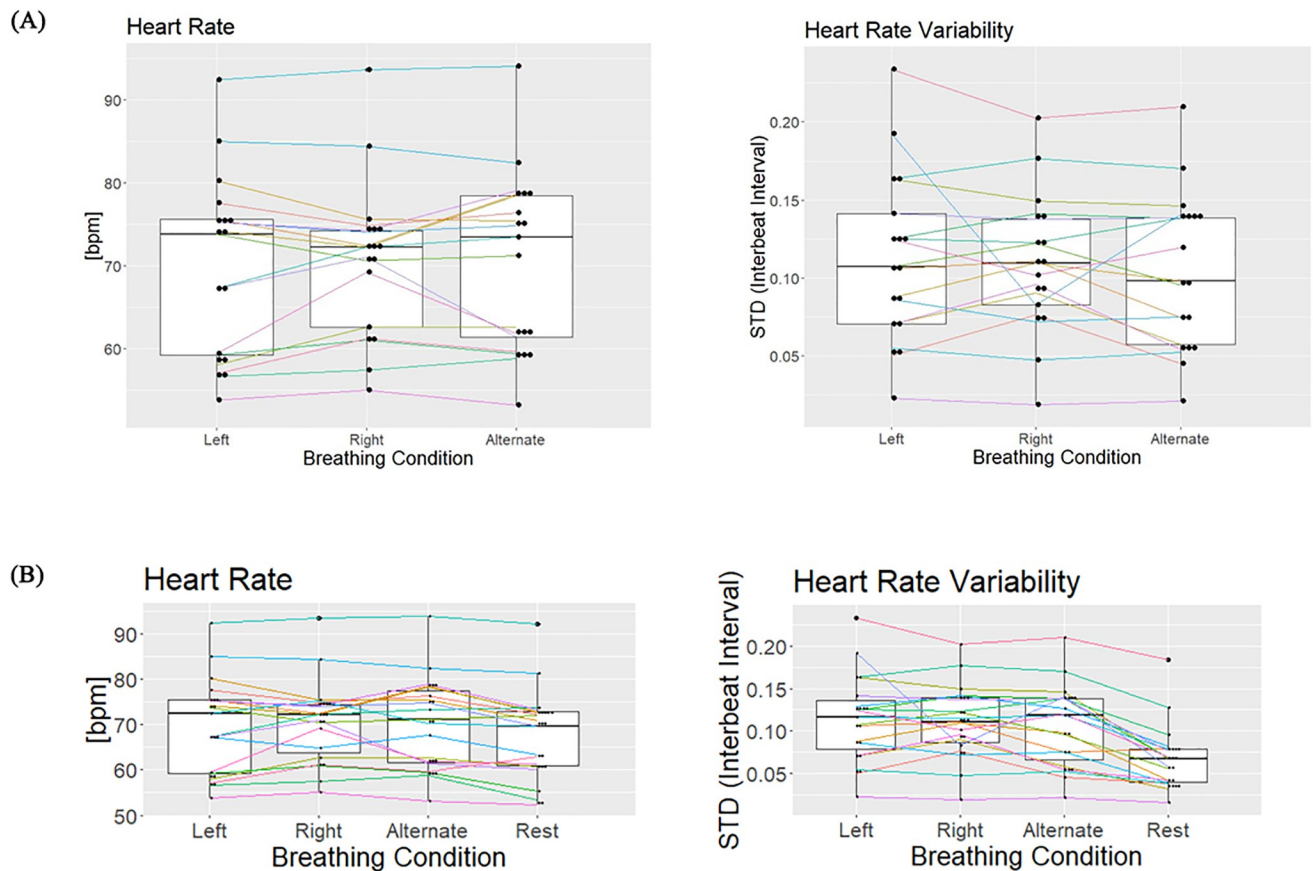 (A)
Heart Rate
90
80
70
60
[bpm]
Left Right Alternate
Breathing Condition
Heart Rate Variability
0.20
0.15
0.10
0.05
STD (Interbeat Interval)
Left Right Alternate
Breathing Condition
(B)
Heart Rate
90
80
70
60
50
[bpm]
Left Right Alternate Rest
Breathing Condition
Heart Rate Variability
0.20
0.15
0.10
0.05
STD (Interbeat Interval)
Left Right Alternate Rest
Breathing Condition